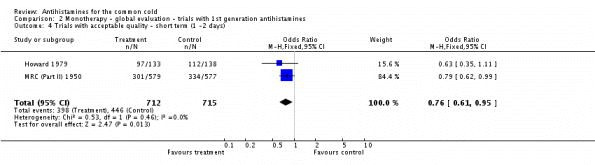 Review: Antihistamines for the common cold
Comparison: 2 Monotherapy - global evaluation - trials with 1st generation antihistamines
Outcome: 4 Trials with acceptable quality - short term (1 -2 days)
Study or subgroup Treatment Control Odds Ratio Weight Odds Ratio
n/N n/N M-H,Fixed,95% CI M-H,Fixed,95% CI
Howard 1979 97/133 112/138 15.6 % 0.63 [ 0.35, 1.11 ]
MRC (Part II) 1950 301/579 334/577 84.4 % 0.79 [ 0.62, 0.99 ]
Total (95% CI) 712 715 100.0 % 0.76 [ 0.61, 0.95 ]
Total events: 398 (Treatment), 446 (Control)
Heterogeneity: Chi² = 0.53, df = 1 (P = 0.46); I² =0.0%
Test for overall effect: Z = 2.47 (P = 0.013)
0.1 0.2 0.5 1 2 5 10
Favours treatment Favours control